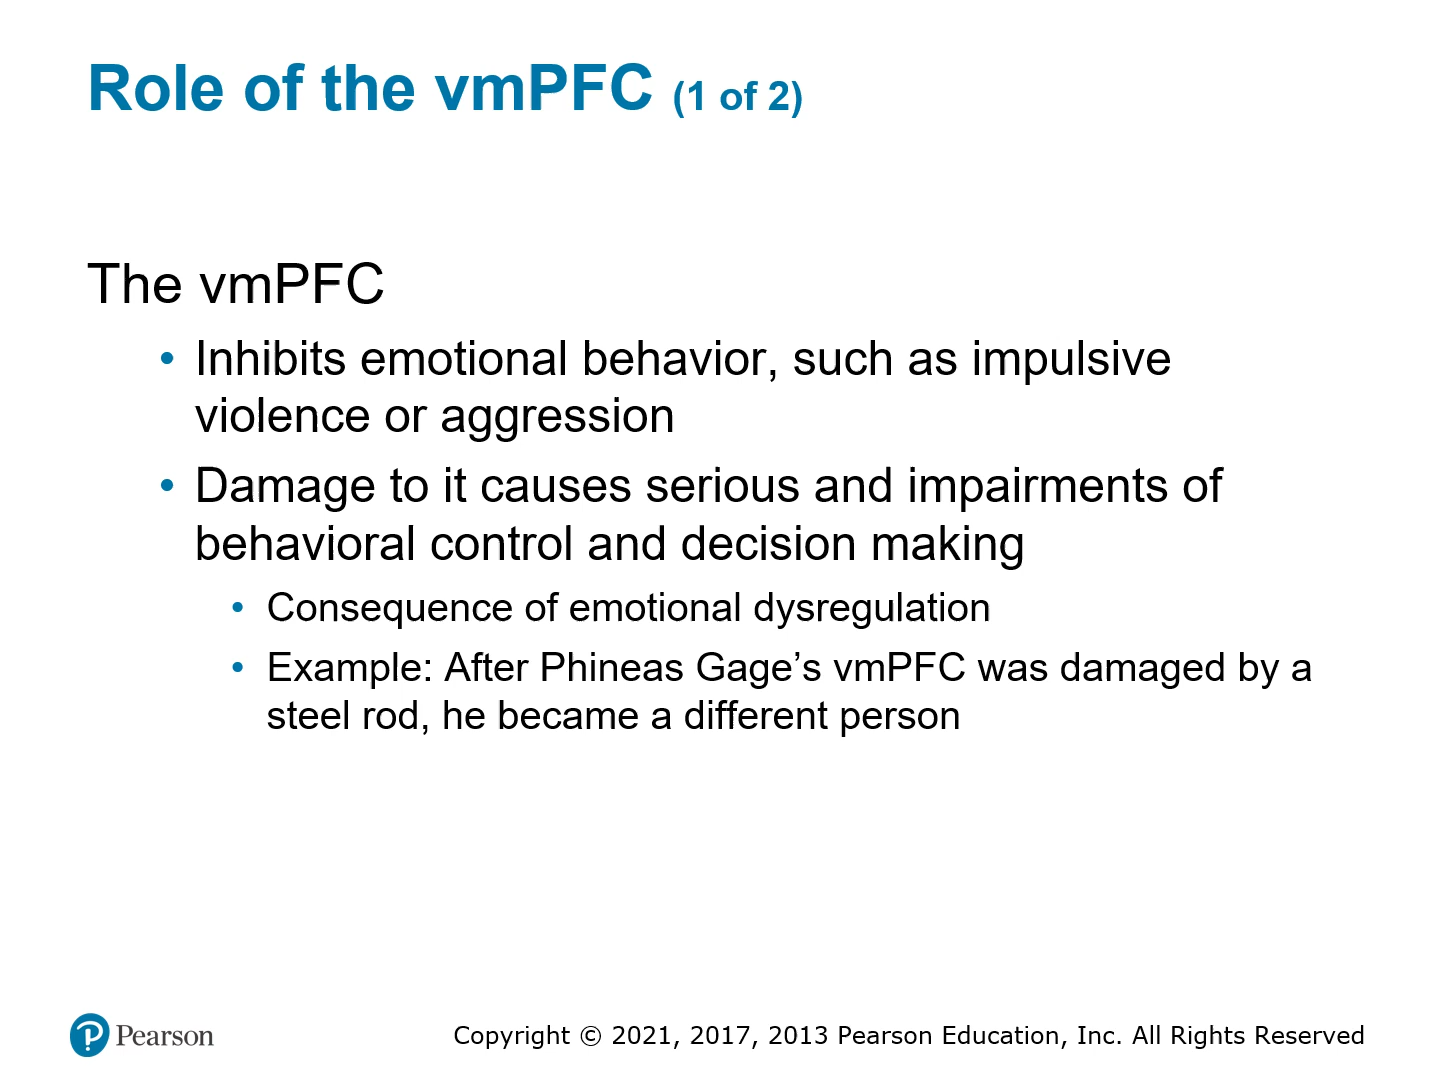 Role of the vmPFC (1 of 2)
The vmPFC
• Inhibits emotional behavior, such as impulsive
violence or aggression
• Damage to it causes serious and impairments of
behavioral control and decision making
• Consequence of emotional dysregulation
• Example: After Phineas Gage’s vmPFC was damaged by a
steel rod, he became a different person
Pearson
Copyright © 2021, 2017, 2013 Pearson Education, Inc. All Rights Reserved